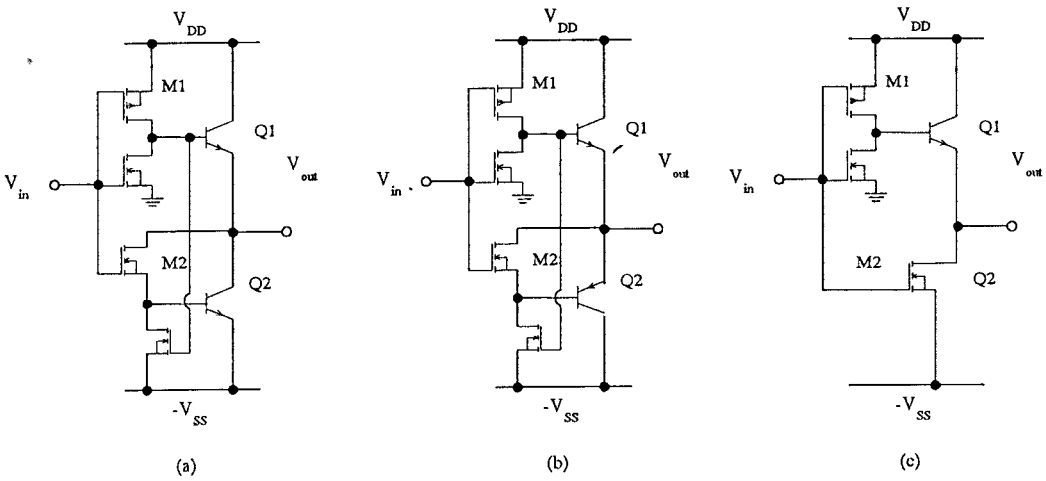 V DD
M1
Q1
V in
V out
M2
Q2
-V SS
(a)
V DD
M1
Q1
V in
V out
M2
Q2
-V SS
(b)
V DD
M1
Q1
V in
V out
M2
Q2
-V SS
(c)